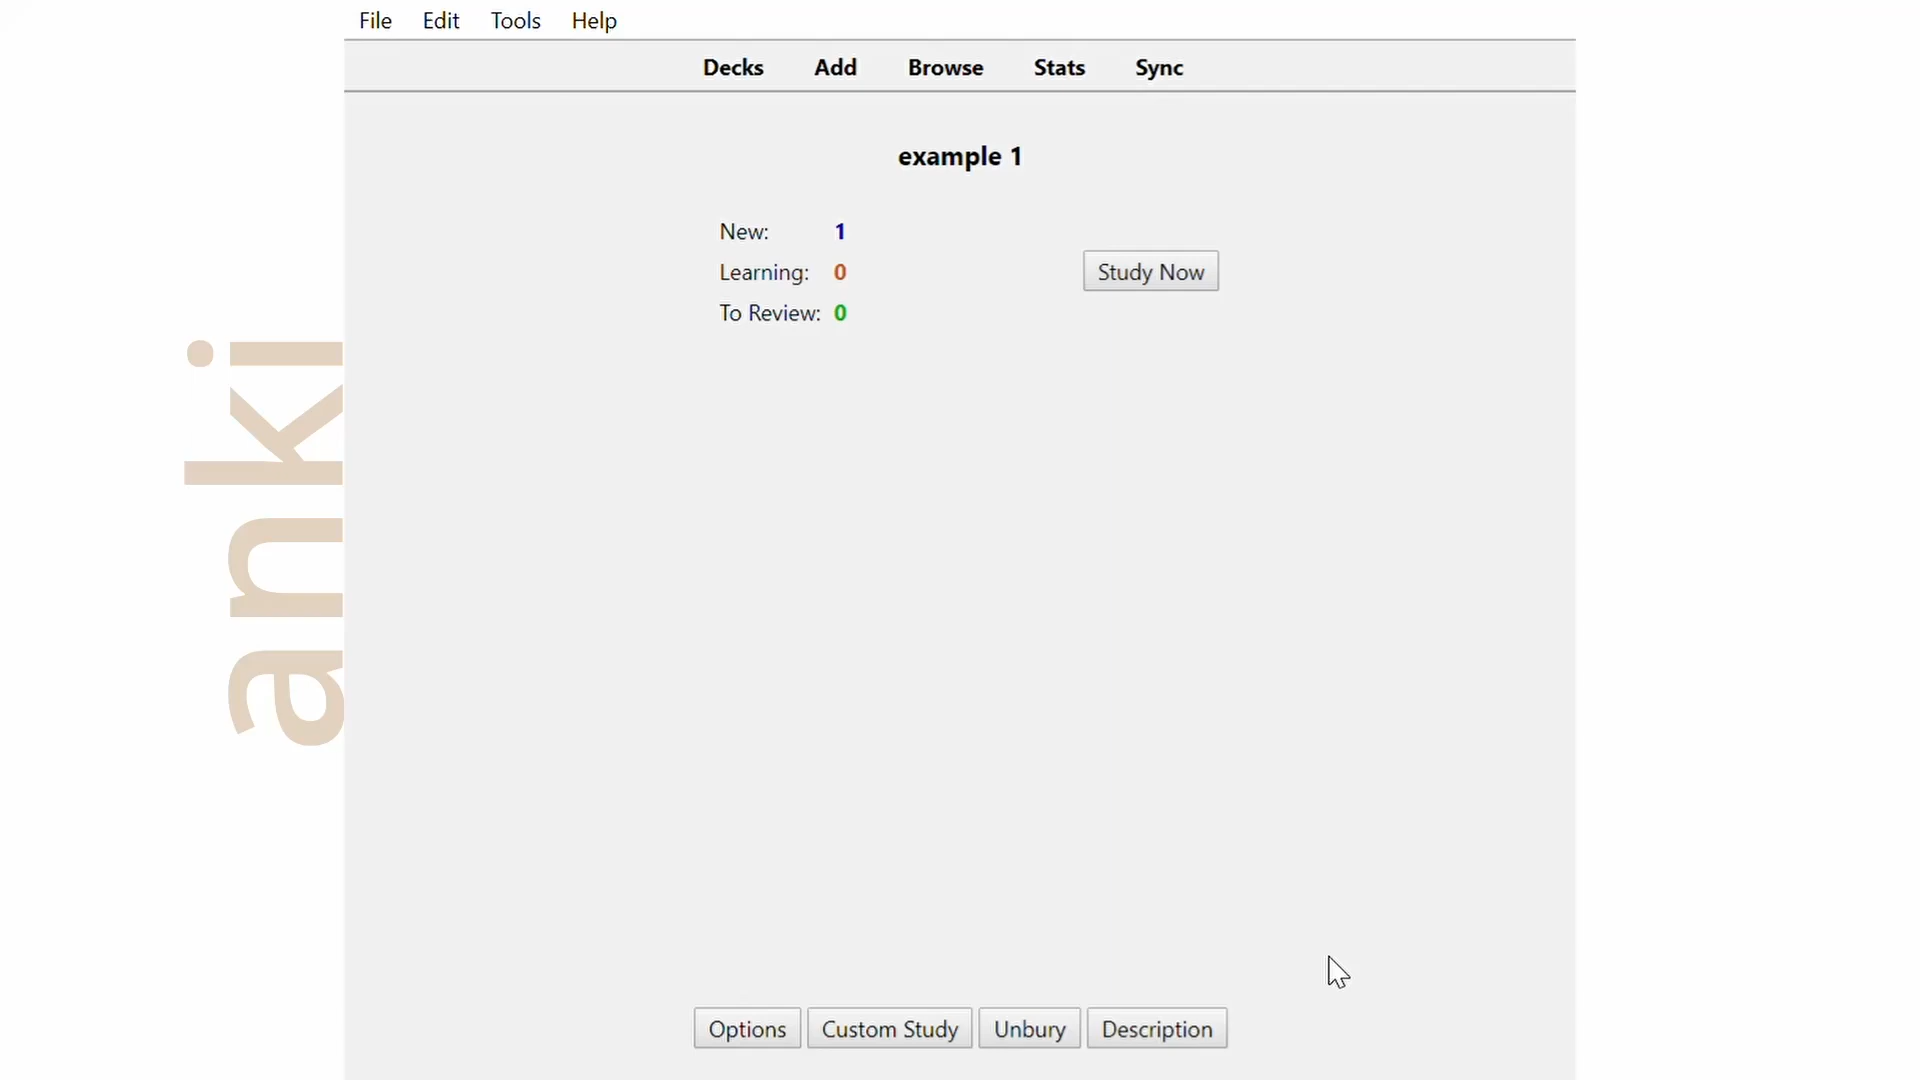 File Edit Tools Help
Decks Add Browse Stats Sync
example 1
New: 1
Learning: 0
Study Now
To Review: 0
anki
Options Custom Study Unbury Description